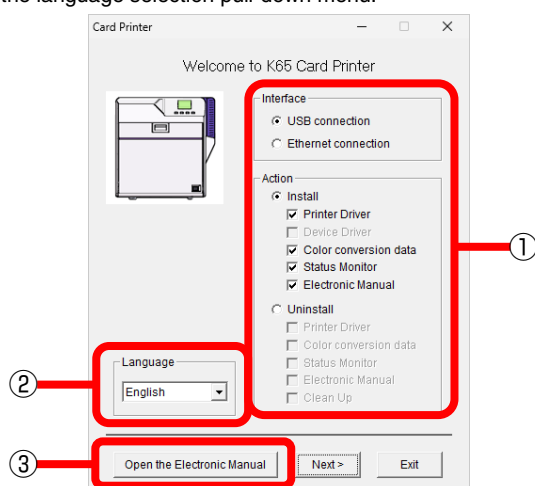 the language selection pull-down menu.
Card Printer
Welcome to K65 Card Printer
Interface
USB connection
Ethernet connection
Action
Install
Printer Driver
Device Driver
Color conversion data
Status Monitor
Electronic Manual
Uninstall
Printer Driver
Color conversion data
Status Monitor
Electronic Manual
Clean Up
①
Language
English
②
③
Open the Electronic Manual
Next >
Exit